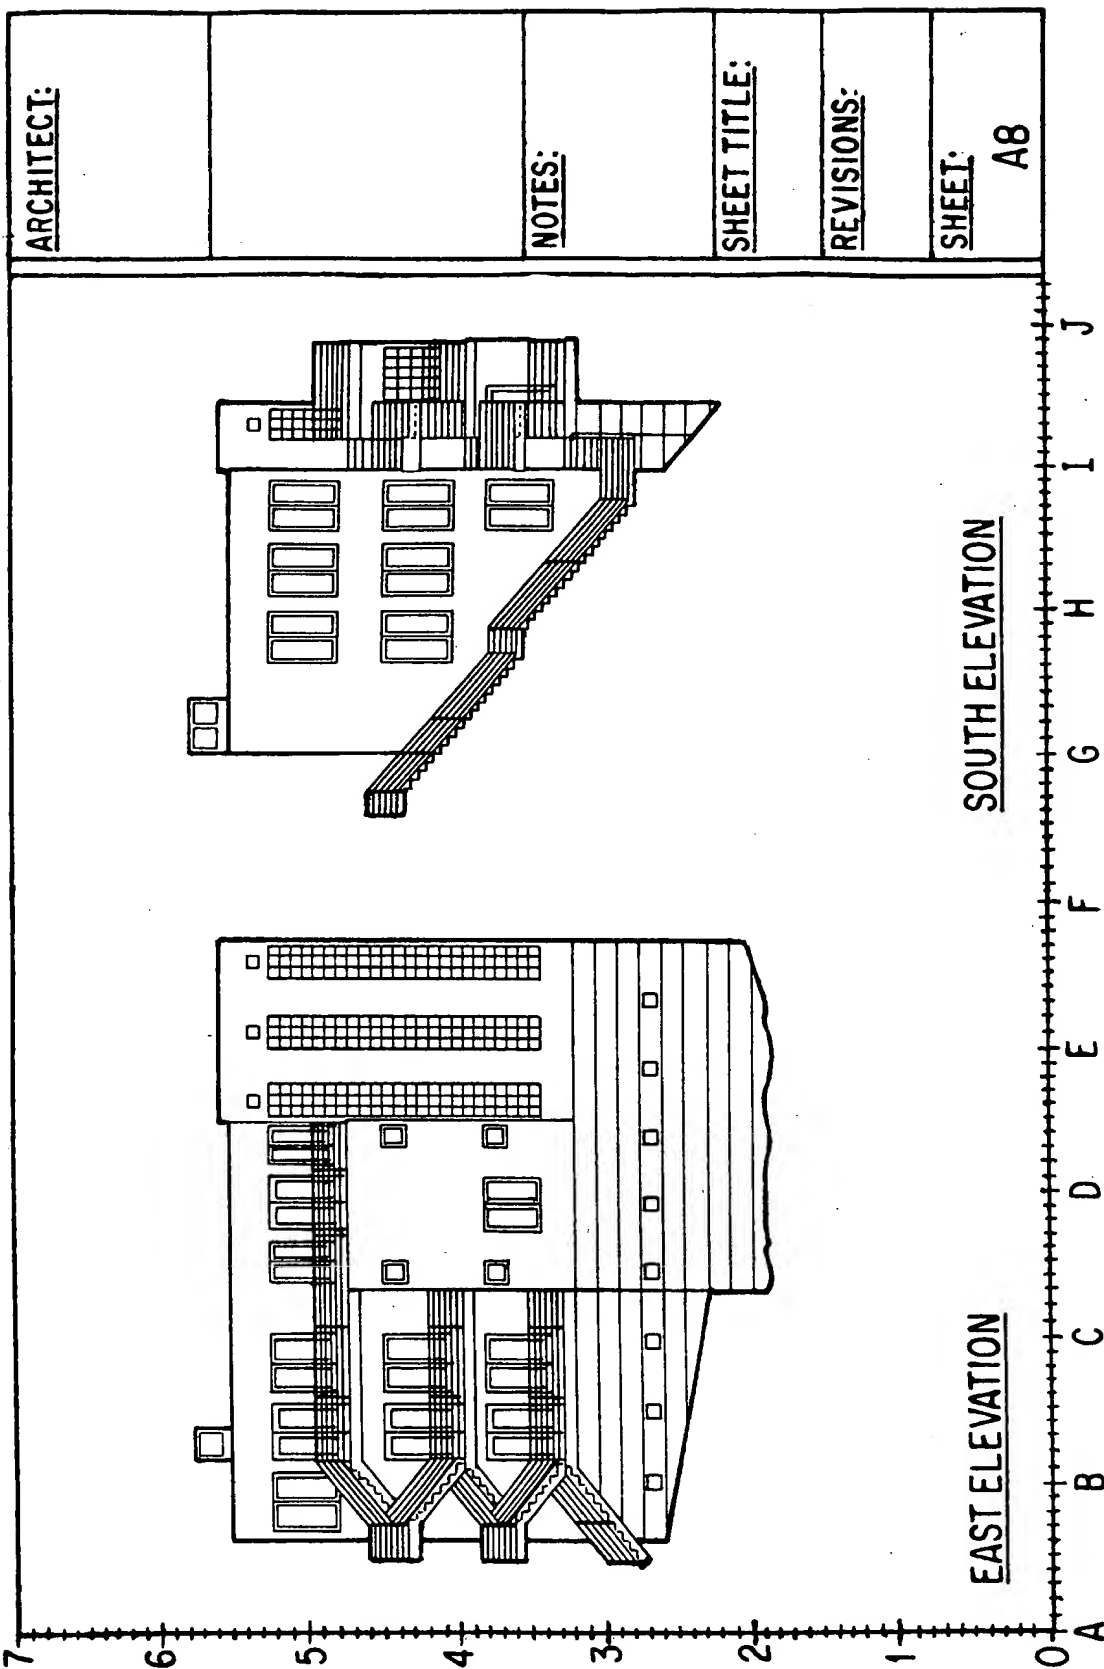 ARCHITECT:
NOTES:
SHEET TITLE:
REVISIONS:
SHEET:
A8
7
6
5
4
3
2
1
0
EAST ELEVATION
SOUTH ELEVATION
A B C D E F G H I J